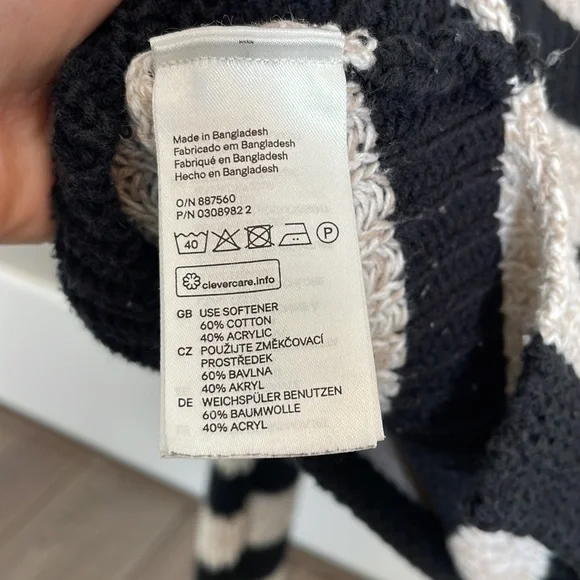 Made in Bangladesh
Fabricado em Bangladesh
Fabriqué en Bangladesh
Hecho en Bangladesh
O/N 887560
P/N 0308982 2
40 P
clevercare.info
GB USE SOFTENER
60% COTTON
40% ACRYLIC
CZ POUŽIJTE ZMĚKČOVACÍ
PROSTŘEDEK
60% BAVLNA
40% AKRYL
DE WEICHSPÜLER BENUTZEN
60% BAUMWOLLE
40% ACRYL